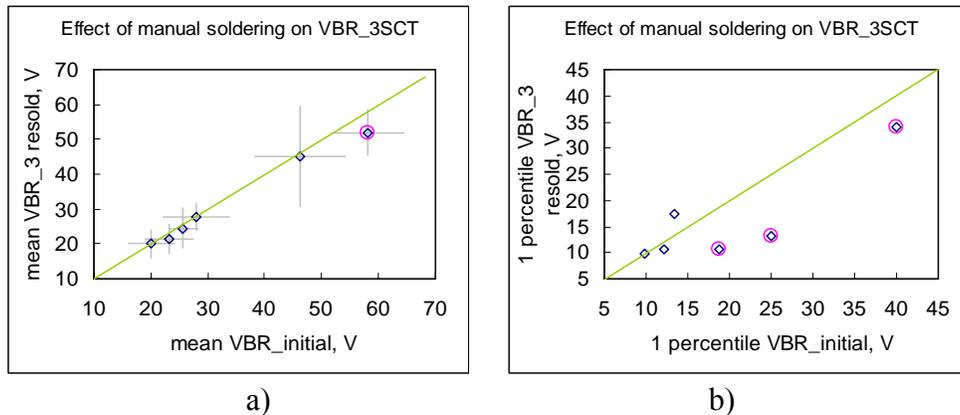 Effect of manual soldering on VBR_3SCT
mean VBR_3 resold, V
70
60
50
40
30
20
10
10 20 30 40 50 60 70
mean VBR_initial, V
a)
Effect of manual soldering on VBR_3SCT
1 percentile VBR_3
resold, V
45
40
35
30
25
20
15
10
5
5 10 15 20 25 30 35 40 45
1 percentile VBR_initial, V
b)